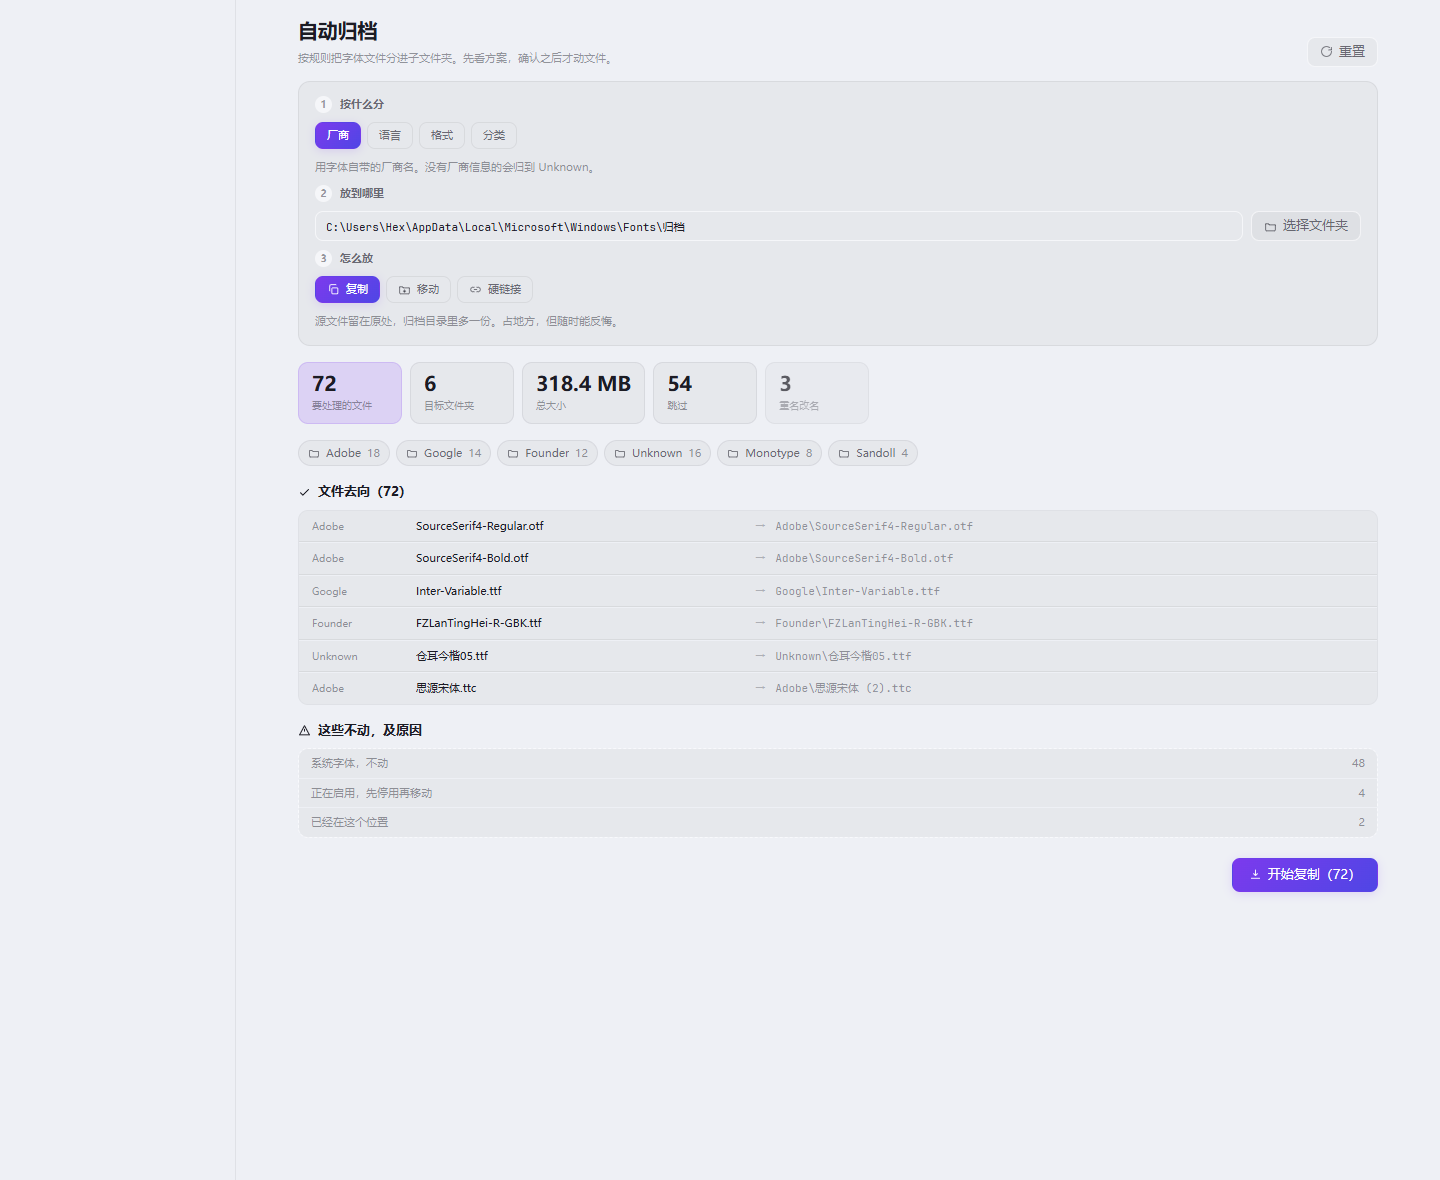 自动归档
按规则把字体文件分进子文件夹。先看方案，确认之后才动文件。
重置
1 按什么分
厂商 语言 格式 分类
用字体自带的厂商名。没有厂商信息的会归到 Unknown。
2 放到哪里
C:\Users\Hex\AppData\Local\Microsoft\Windows\Fonts\归档
选择文件夹
3 怎么放
复制 移动 硬链接
源文件留在原处，归档目录里多一份。占地方，但随时能反悔。
72 6 318.4 MB 54 3
要处理的文件 目标文件夹 总大小 跳过 重名改名
Adobe 18 Google 14 Founder 12 Unknown 16 Monotype 8 Sandoll 4
文件去向（72）
Adobe SourceSerif4-Regular.otf → Adobe\SourceSerif4-Regular.otf
Adobe SourceSerif4-Bold.otf → Adobe\SourceSerif4-Bold.otf
Google Inter-Variable.ttf → Google\Inter-Variable.ttf
Founder FZLanTingHei-R-GBK.ttf → Founder\FZLanTingHei-R-GBK.ttf
Unknown 仓耳今楷05.ttf → Unknown\仓耳今楷05.ttf
Adobe 思源宋体.ttc → Adobe\思源宋体 (2).ttc
这些不动，及原因
系统字体，不动 48
正在启用，先停用再移动 4
已经在这个位置 2
开始复制（72）